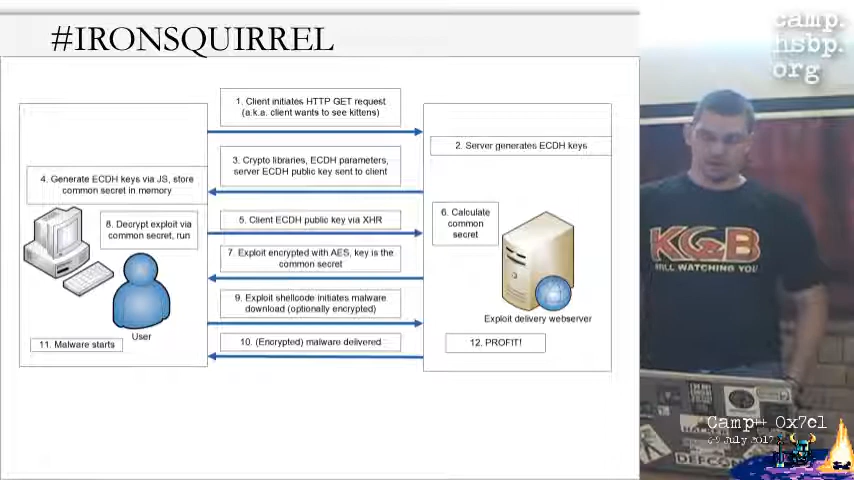 #IRONSQUIRREL
1. Client initiates HTTP GET request
(a.k.a. client wants to see kittens)
2. Server generates ECDH keys
3. Crypto libraries, ECDH parameters,
server ECDH public key sent to client
4. Generate ECDH keys via JS, store
common secret in memory
5. Client ECDH public key via XHR
6. Calculate
common
secret
7. Exploit encrypted with AES, key is the
common secret
8. Decrypt exploit via
common secret, run
9. Exploit shellcode initiates malware
download (optionally encrypted)
10. (Encrypted) malware delivered
11. Malware starts
12. PROFIT!
User
Exploit delivery webserver
camp.
hsbp.
org
KGB
STILL WATCHING YOU
Camp++ 0x7e1
July 2017
DEFCON